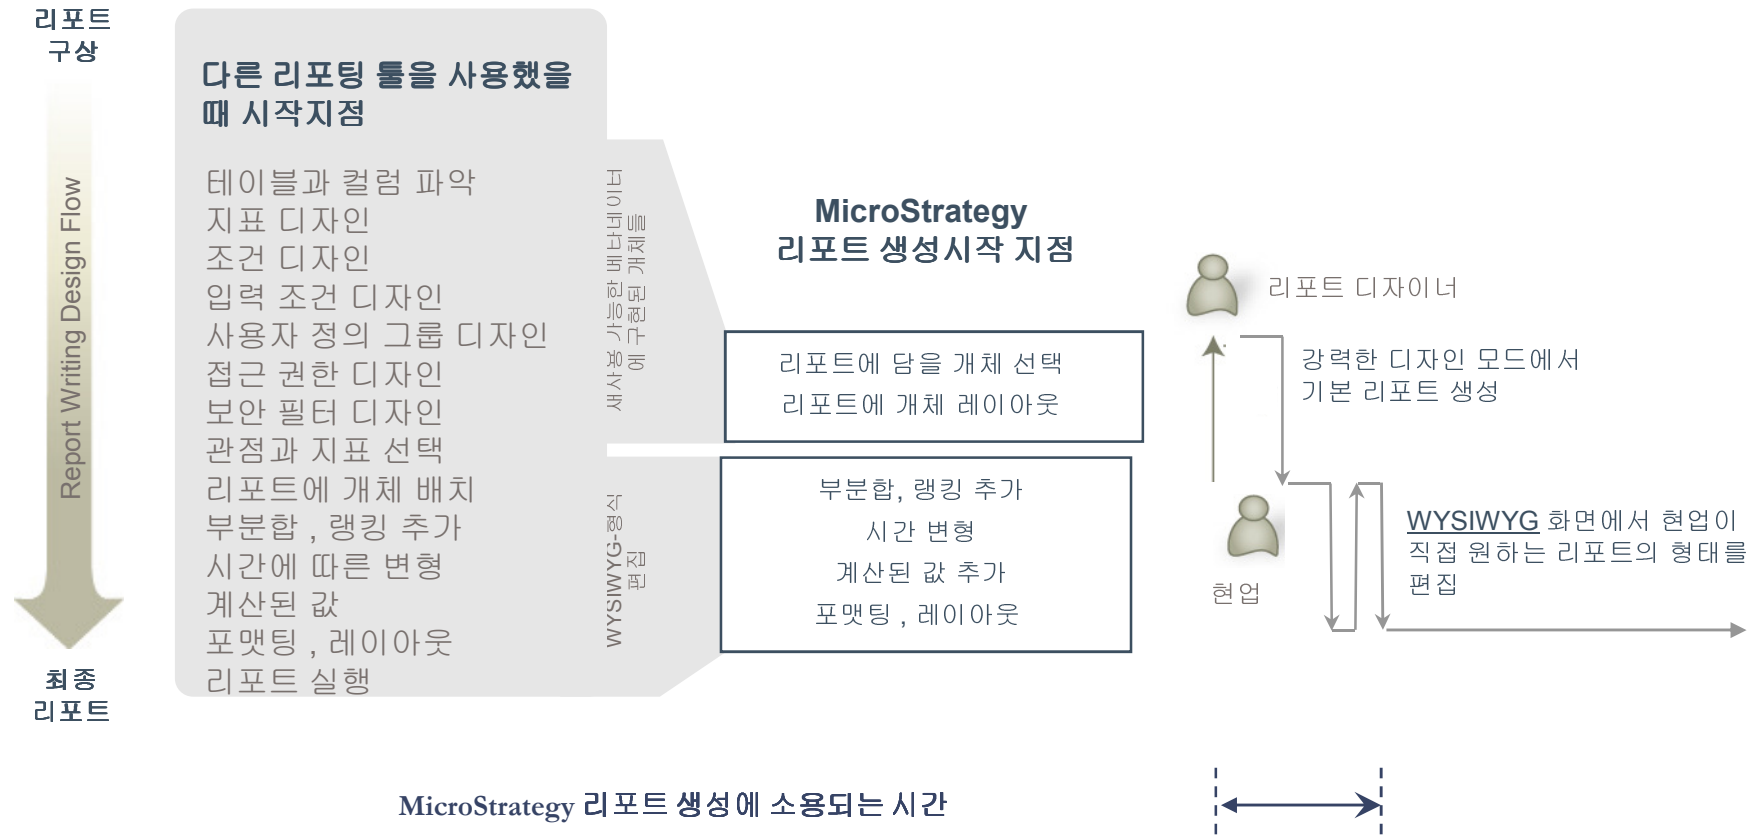 리포트
구상
Report Writing Design Flow
최종
리포트
다른 리포팅 툴을 사용했을
때 시작지점
테이블과 컬럼 파악
지표 디자인
조건 디자인
입력 조건 디자인
사용자 정의 그룹 디자인
접근 권한 디자인
보안 필터 디자인
관점과 지표 선택
리포트에 개체 배치
부분합 , 랭킹 추가
시간에 따른 변형
계산된 값
포맷팅 , 레이아웃
리포트 실행
가능한
에 구현된 개체들
WYSIWYG-형식
편집
MicroStrategy
리포트 생성시작 지점
리포트에 담을 개체 선택
리포트에 개체 레이아웃
부분합, 랭킹 추가
시간 변형
계산된 값 추가
포맷팅 , 레이아웃
리포트 디자이너
강력한 디자인 모드에서
기본 리포트 생성
현업
WYSIWYG 화면에서 현업이
직접 원하는 리포트의 형태를
편집
MicroStrategy 리포트 생성에 소용되는 시간